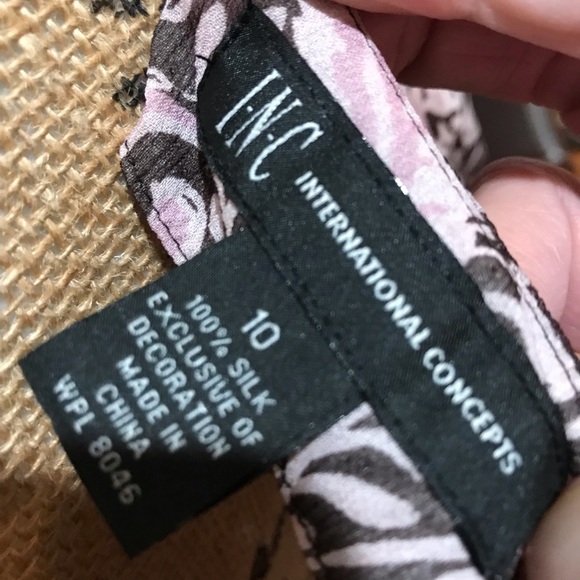 I·N·C
INTERNATIONAL CONCEPTS
10
100% SILK
EXCLUSIVE OF
DECORATION
MADE IN
CHINA
WPL 8046